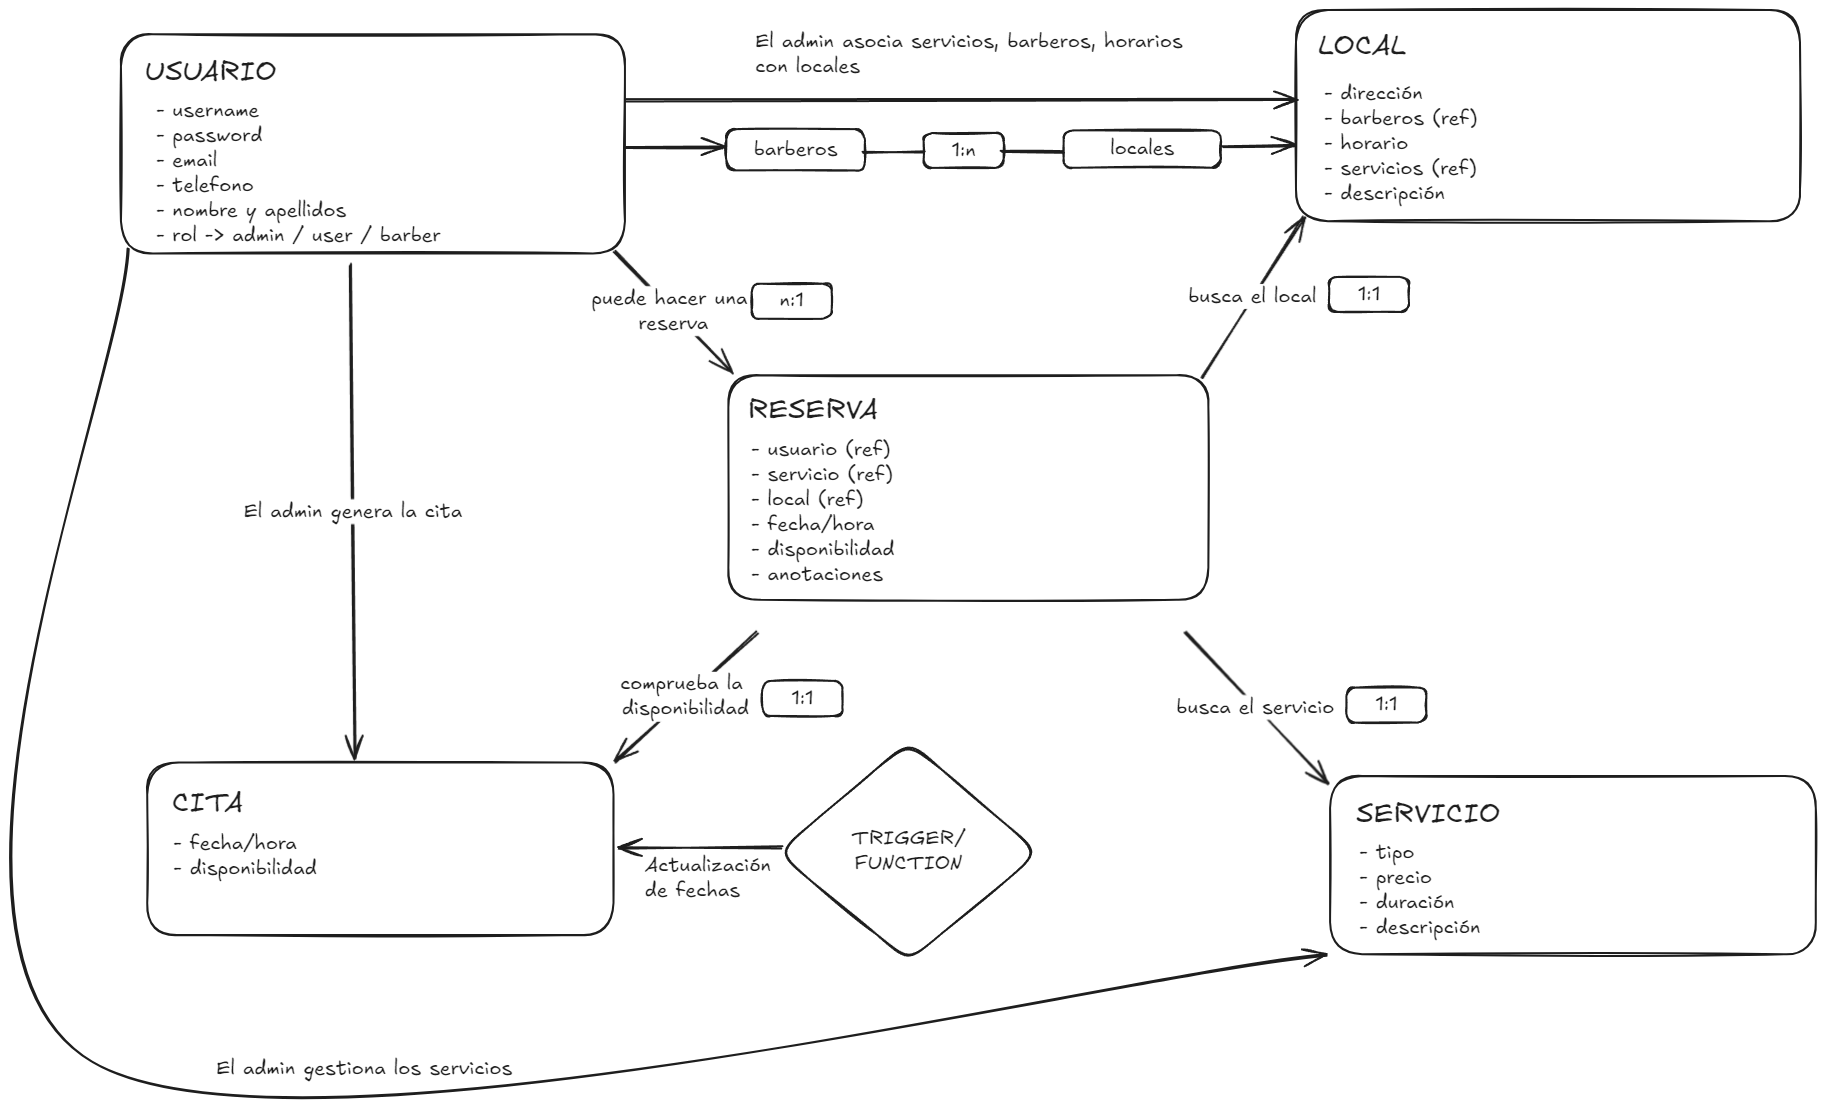 USUARIO
- username
- password
- email
- telefono
- nombre y apellidos
- rol -> admin / user / barber
El admin asocia servicios, barberos, horarios
con locales
barberos
1:n
locales
LOCAL
- dirección
- barberos (ref)
- horario
- servicios (ref)
- descripción
puede hacer una
reserva
n:1
busca el local
1:1
RESERVA
- usuario (ref)
- servicio (ref)
- local (ref)
- fecha/hora
- disponibilidad
- anotaciones
El admin genera la cita
comprueba la
disponibilidad
1:1
busca el servicio
1:1
CITA
- fecha/hora
- disponibilidad
Actualización
de fechas
TRIGGER/
FUNCTION
SERVICIO
- tipo
- precio
- duración
- descripción
El admin gestiona los servicios